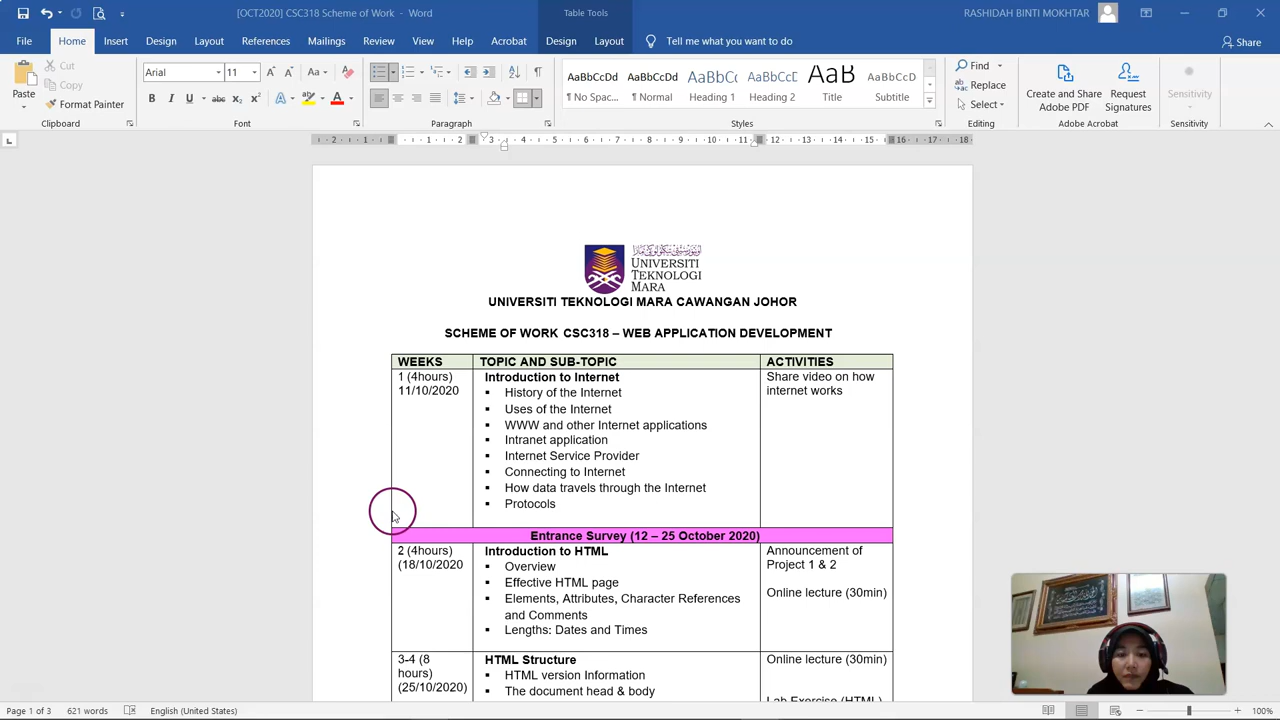 [OCT2020] CSC318 Scheme of Work - Word
Table Tools
RASHIDAH BINTI MOKHTAR
File Home Insert Design Layout References Mailings Review View Help Acrobat Design Layout Tell me what you want to do Share
Paste
Cut
Copy
Format Painter
Clipboard
Arial 11
Font
Paragraph
AaBbCcDd AaBbCcDd AaBbCc AaBbCcD AaB AaBbCcDd
¶ No Spac... ¶ Normal Heading 1 Heading 2 Title Subtitle
Styles
Find
Replace
Select
Editing
Create and Share Adobe PDF
Request Signatures
Adobe Acrobat
Sensitivity
Sensitivity
UNIVERSITI
TEKNOLOGI
MARA
UNIVERSITI TEKNOLOGI MARA CAWANGAN JOHOR
SCHEME OF WORK CSC318 – WEB APPLICATION DEVELOPMENT
WEEKS TOPIC AND SUB-TOPIC ACTIVITIES
1 (4hours)
11/10/2020
Introduction to Internet
History of the Internet
Uses of the Internet
WWW and other Internet applications
Intranet application
Internet Service Provider
Connecting to Internet
How data travels through the Internet
Protocols
Share video on how
internet works
Entrance Survey (12 – 25 October 2020)
2 (4hours)
(18/10/2020
Introduction to HTML
Overview
Effective HTML page
Elements, Attributes, Character References
and Comments
Lengths: Dates and Times
Announcement of
Project 1 & 2
Online lecture (30min)
3-4 (8
hours)
(25/10/2020)
HTML Structure
HTML version Information
The document head & body
Online lecture (30min)
Lab Exercise (HTML)
Page 1 of 3 621 words English (United States) 100%